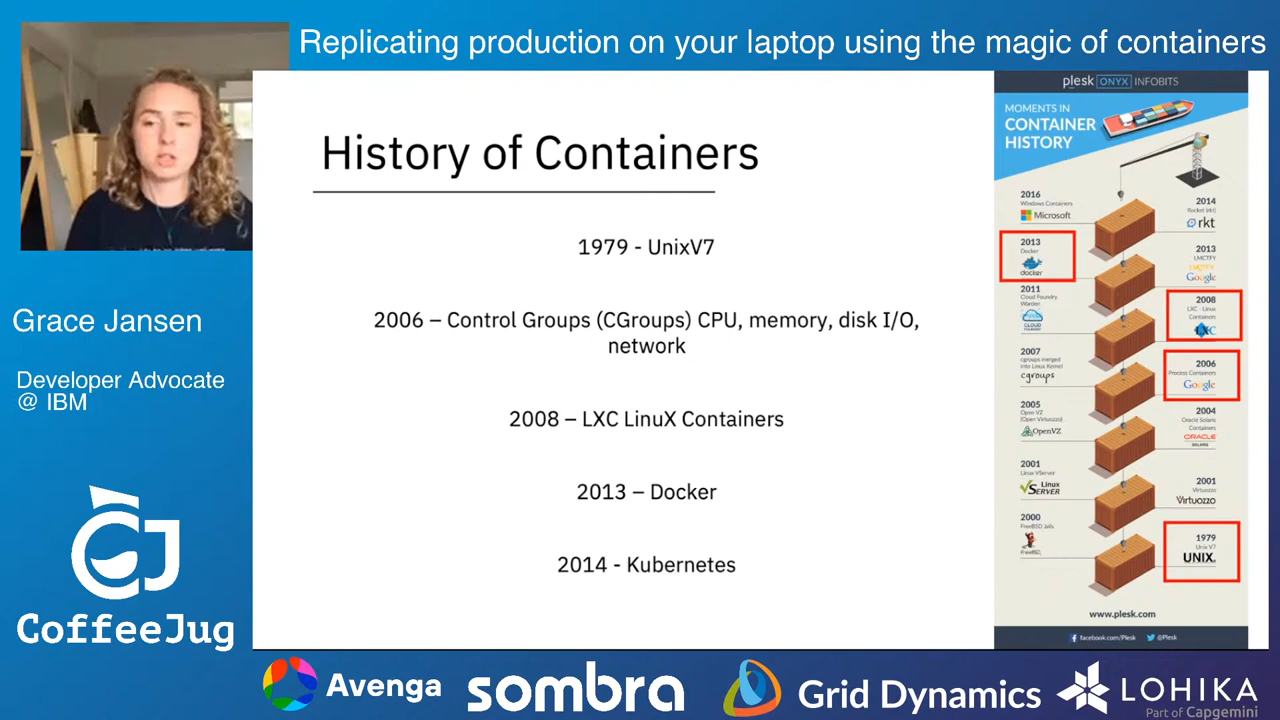 Replicating production on your laptop using the magic of containers
Grace Jansen
Developer Advocate
@ IBM
CJ
CoffeeJug
History of Containers
1979 - UnixV7
2006 – Control Groups (CGroups) CPU, memory, disk I/O,
network
2008 – LXC LinuX Containers
2013 – Docker
2014 - Kubernetes
plesk ONYX INFOBITS
MOMENTS IN
CONTAINER
HISTORY
2016
Windows Containers
Microsoft
2014
Rocket (rkt)
rkt
2013
Docker
docker
2013
LMCTFY
LMCTFY
Google
2011
Cloud Foundry
Warden
CLOUD
FOUNDRY
2008
LXC - Linux
Containers
LXC
2007
cgroups merged
into Linux Kernel
cgroups
2006
Process Containers
Google
2005
Open VZ
(Open Virtuozzo)
OpenVZ
2004
Oracle Solaris
Containers
ORACLE
SOLARIS
2001
Linux VServer
Linux
VSERVER
2001
Virtuozzo
Virtuozzo
2000
FreeBSD Jails
FreeBSD
1979
Unix V7
UNIX.
www.plesk.com
facebook.com/Plesk
@Plesk
Avenga
sombra
Grid Dynamics
LOHIKA
Part of Capgemini